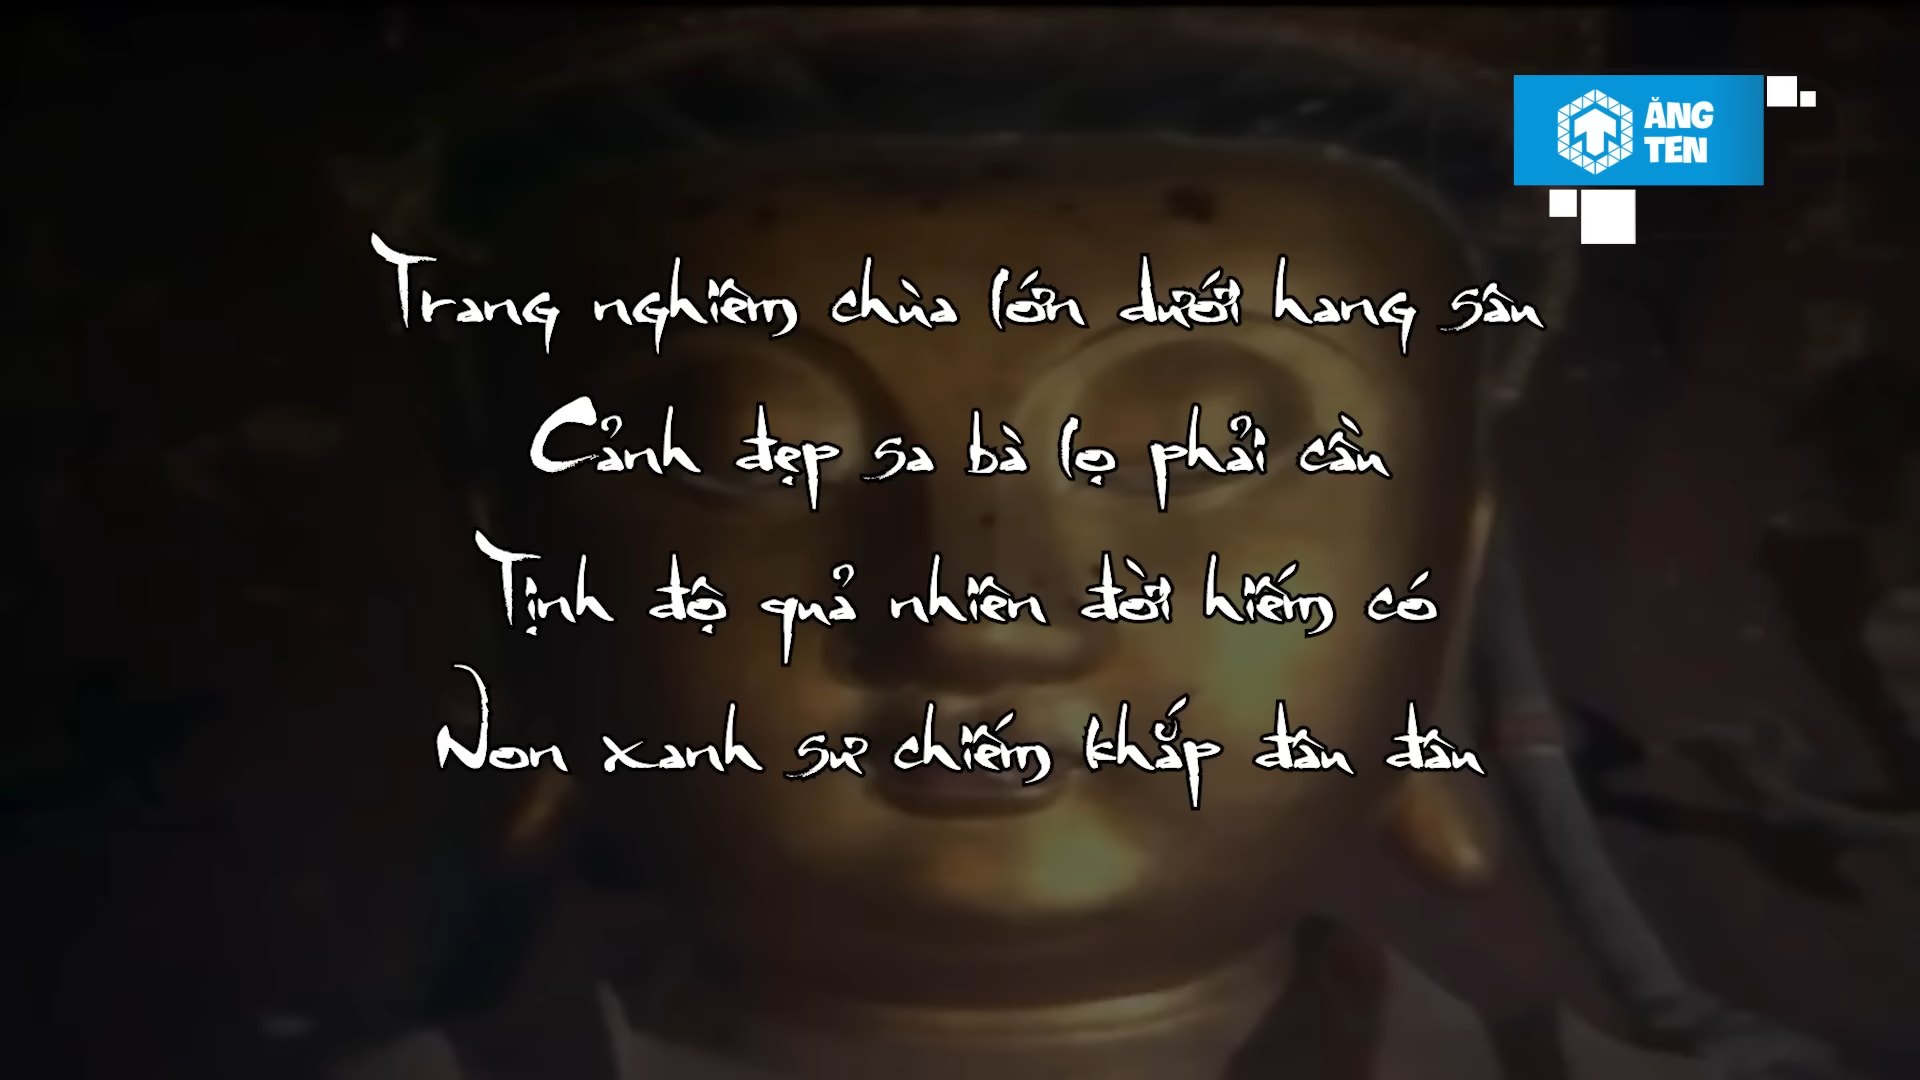 ĂNG
TEN
Trang nghiêm chùa lớn dưới hang sâu
Cảnh đẹp sa bà lọ phải cần
Tịnh độ quả nhiên đời hiếm có
Non xanh sư chiếm khắp đâu đâu